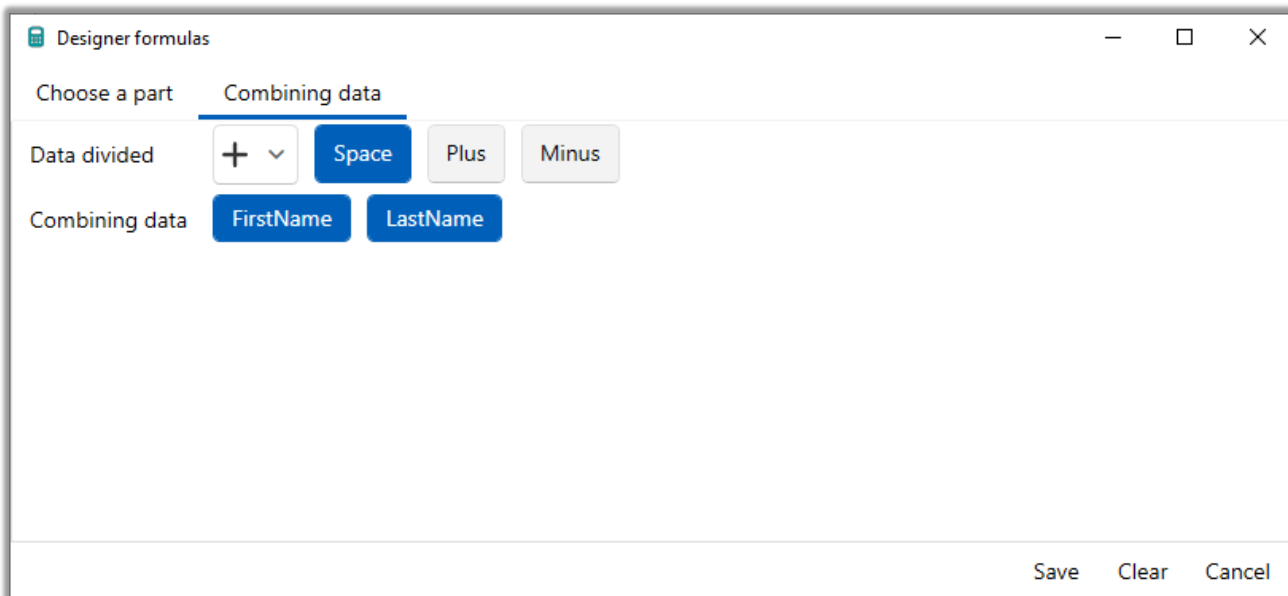 Designer formulas
Choose a part Combining data
Data divided Space Plus Minus
Combining data FirstName LastName
Save Clear Cancel